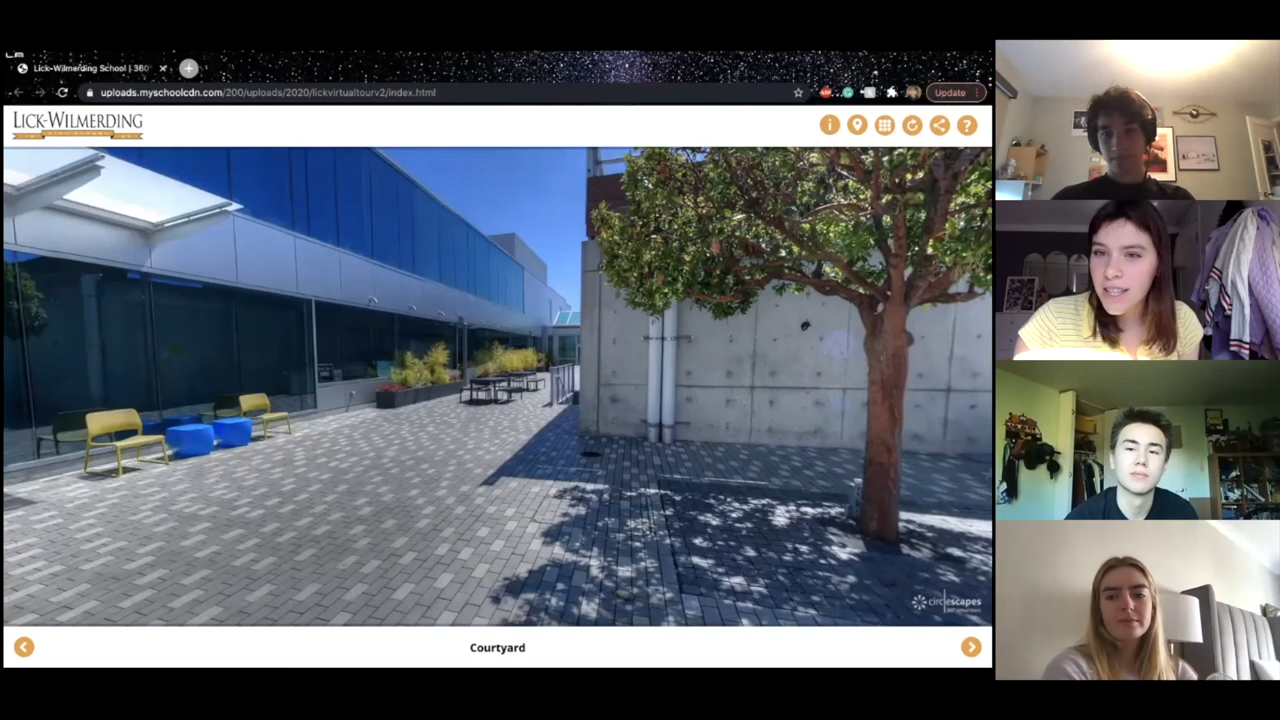 Lick-Wilmerding School | 360°
uploads.myschoolcdn.com/200/uploads/2020/lickvirtualtourv2/index.html
Update
LICK-WILMERDING
i
?
circlescapes
Courtyard